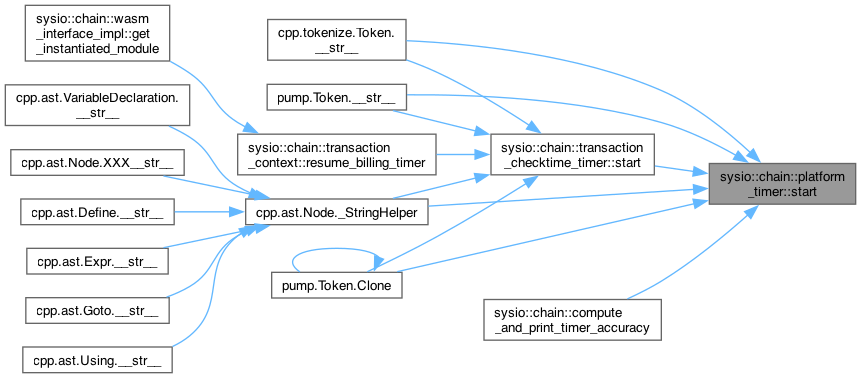 sysio::chain::wasm
_interface_impl::get
_instantiated_module
cpp.tokenize.Token.
__str__
cpp.ast.VariableDeclaration.
__str__
pump.Token.__str__
sysio::chain::transaction
_context::resume_billing_timer
sysio::chain::transaction
_checktime_timer::start
cpp.ast.Node.XXX__str__
sysio::chain::platform
_timer::start
cpp.ast.Define.__str__
cpp.ast.Node._StringHelper
cpp.ast.Expr.__str__
pump.Token.Clone
cpp.ast.Goto.__str__
sysio::chain::compute
_and_print_timer_accuracy
cpp.ast.Using.__str__